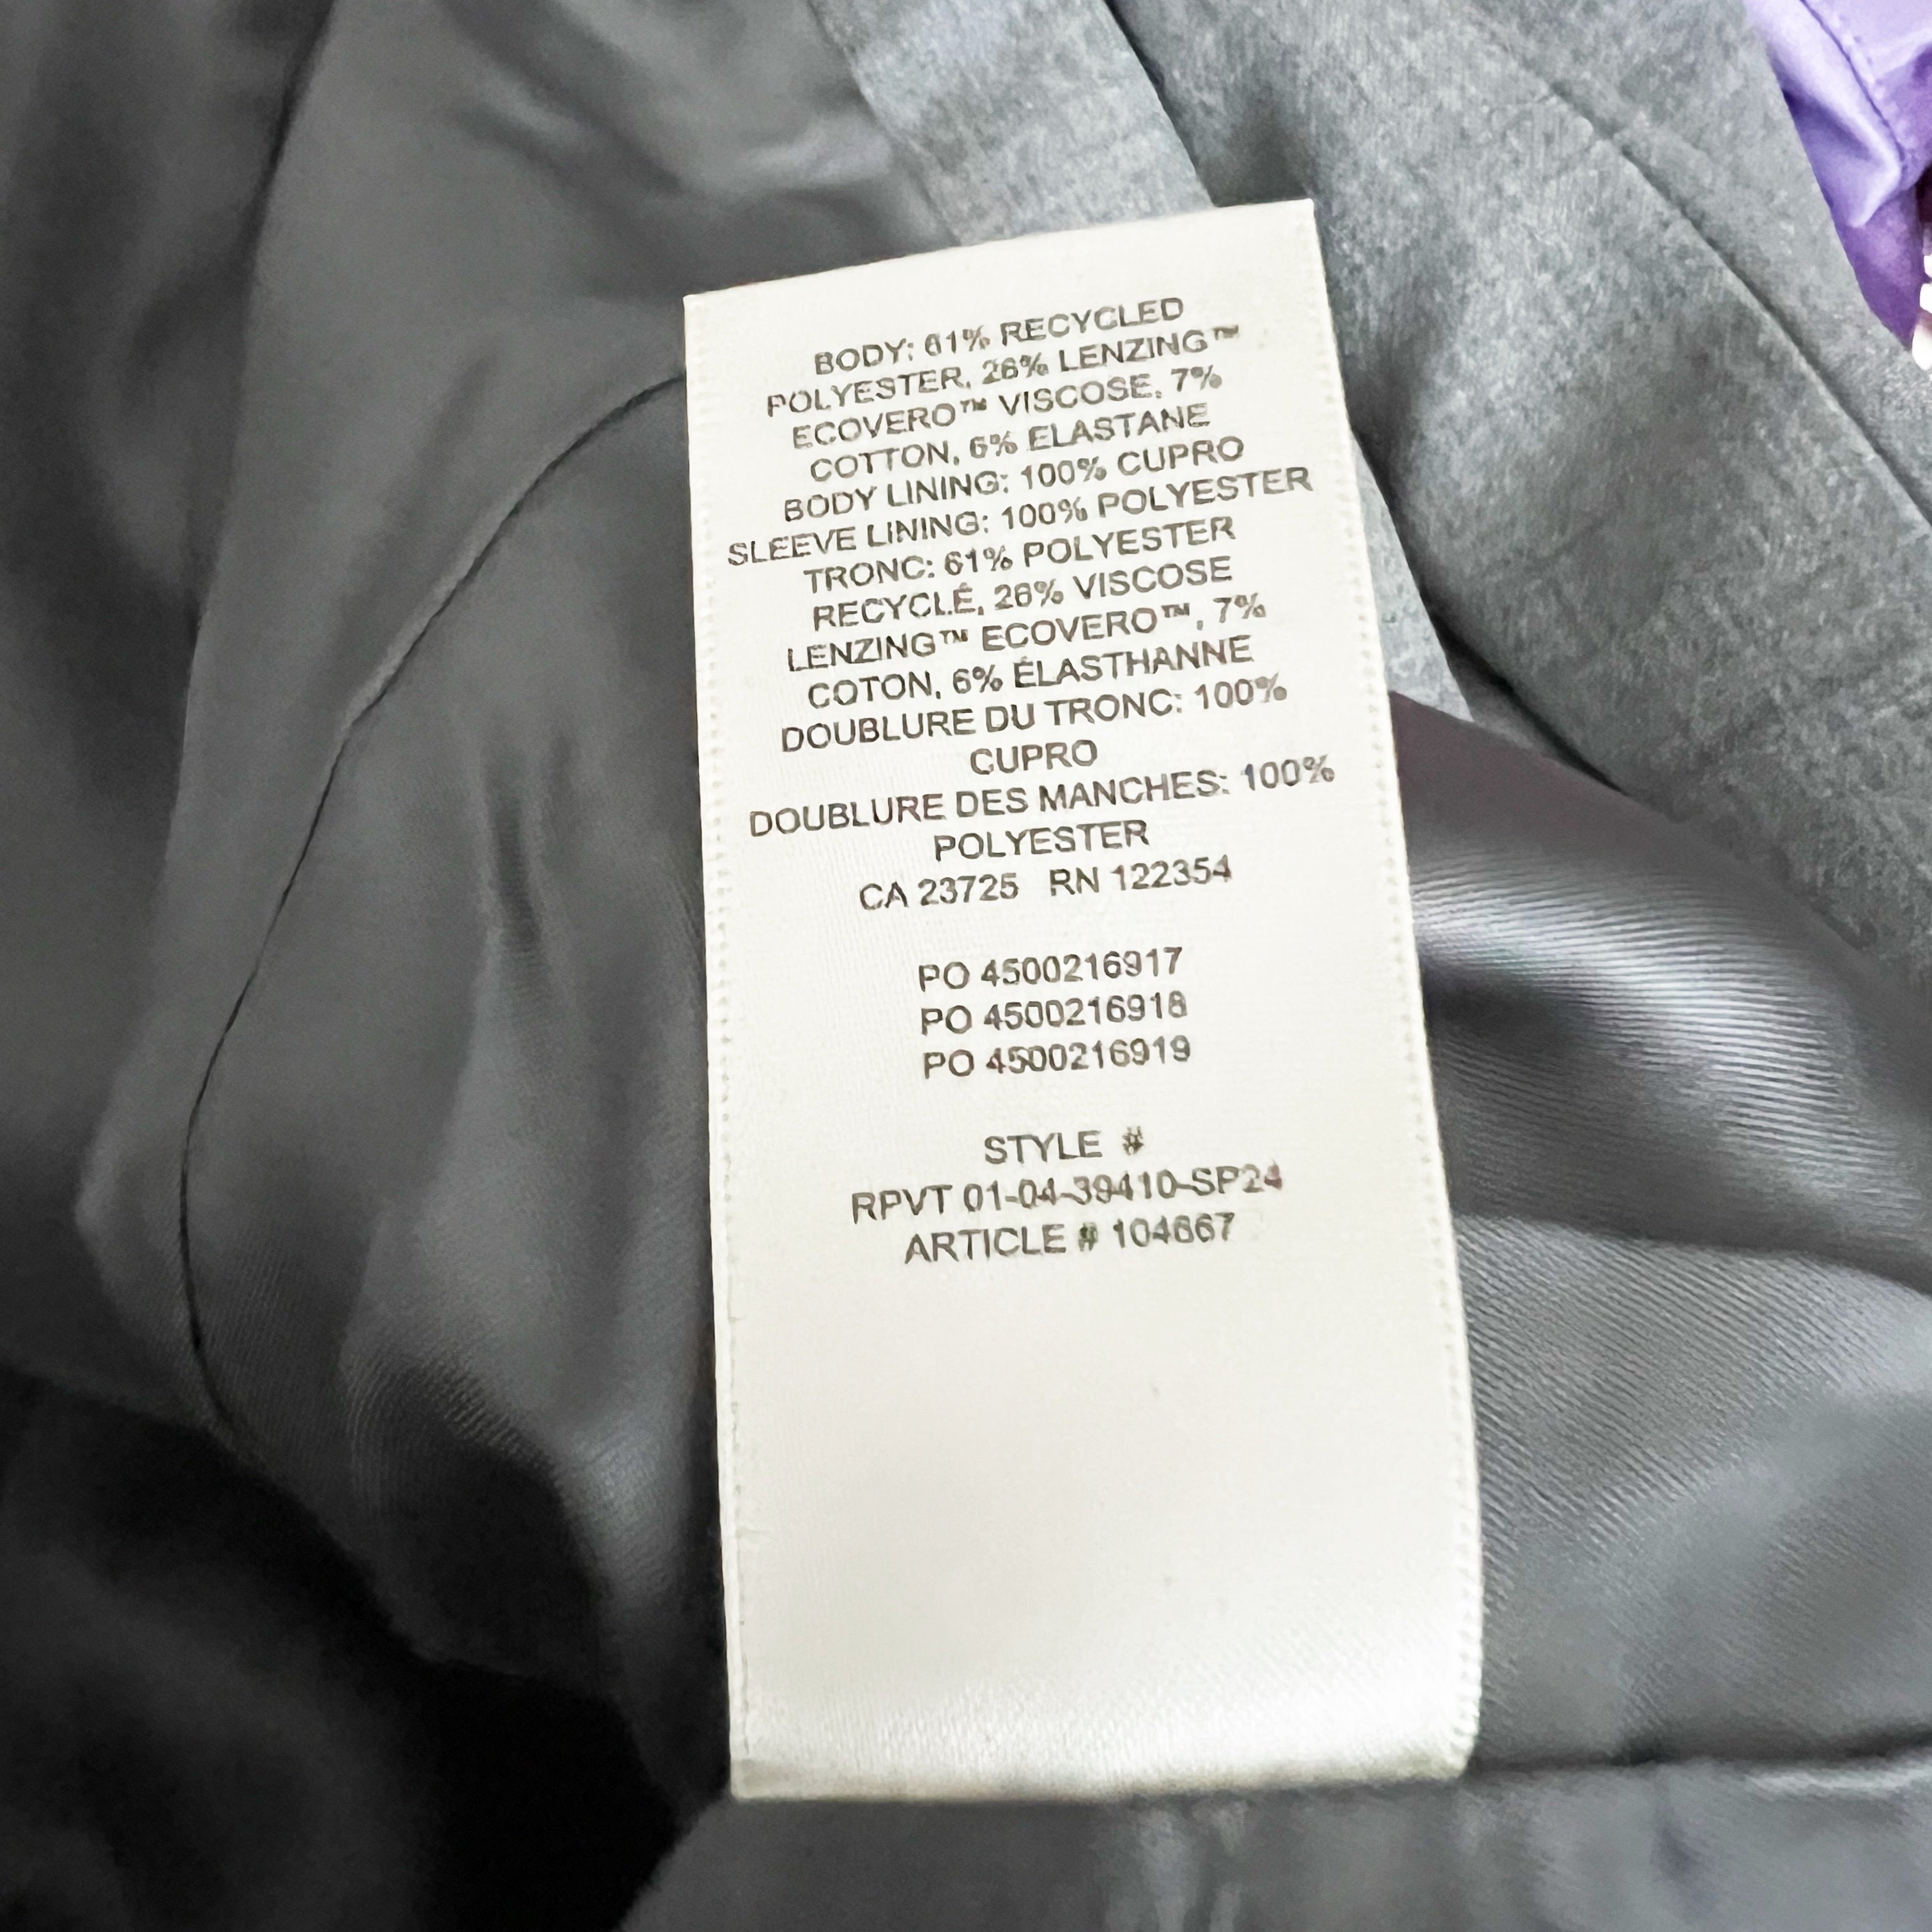 BODY: 61% RECYCLED
POLYESTER, 26% LENZING™
ECOVERO™ VISCOSE, 7%
COTTON, 6% ELASTANE
BODY LINING: 100% CUPRO
SLEEVE LINING: 100% POLYESTER
TRONC: 61% POLYESTER
RECYCLÉ, 26% VISCOSE
LENZING™ ECOVERO™, 7%
COTON, 6% ÉLASTHANNE
DOUBLURE DU TRONC: 100%
CUPRO
DOUBLURE DES MANCHES: 100%
POLYESTER
CA 23725 RN 122354
PO 4500216917
PO 4500216918
PO 4500216919
STYLE #
RPVT 01-04-39410-SP24
ARTICLE # 104667